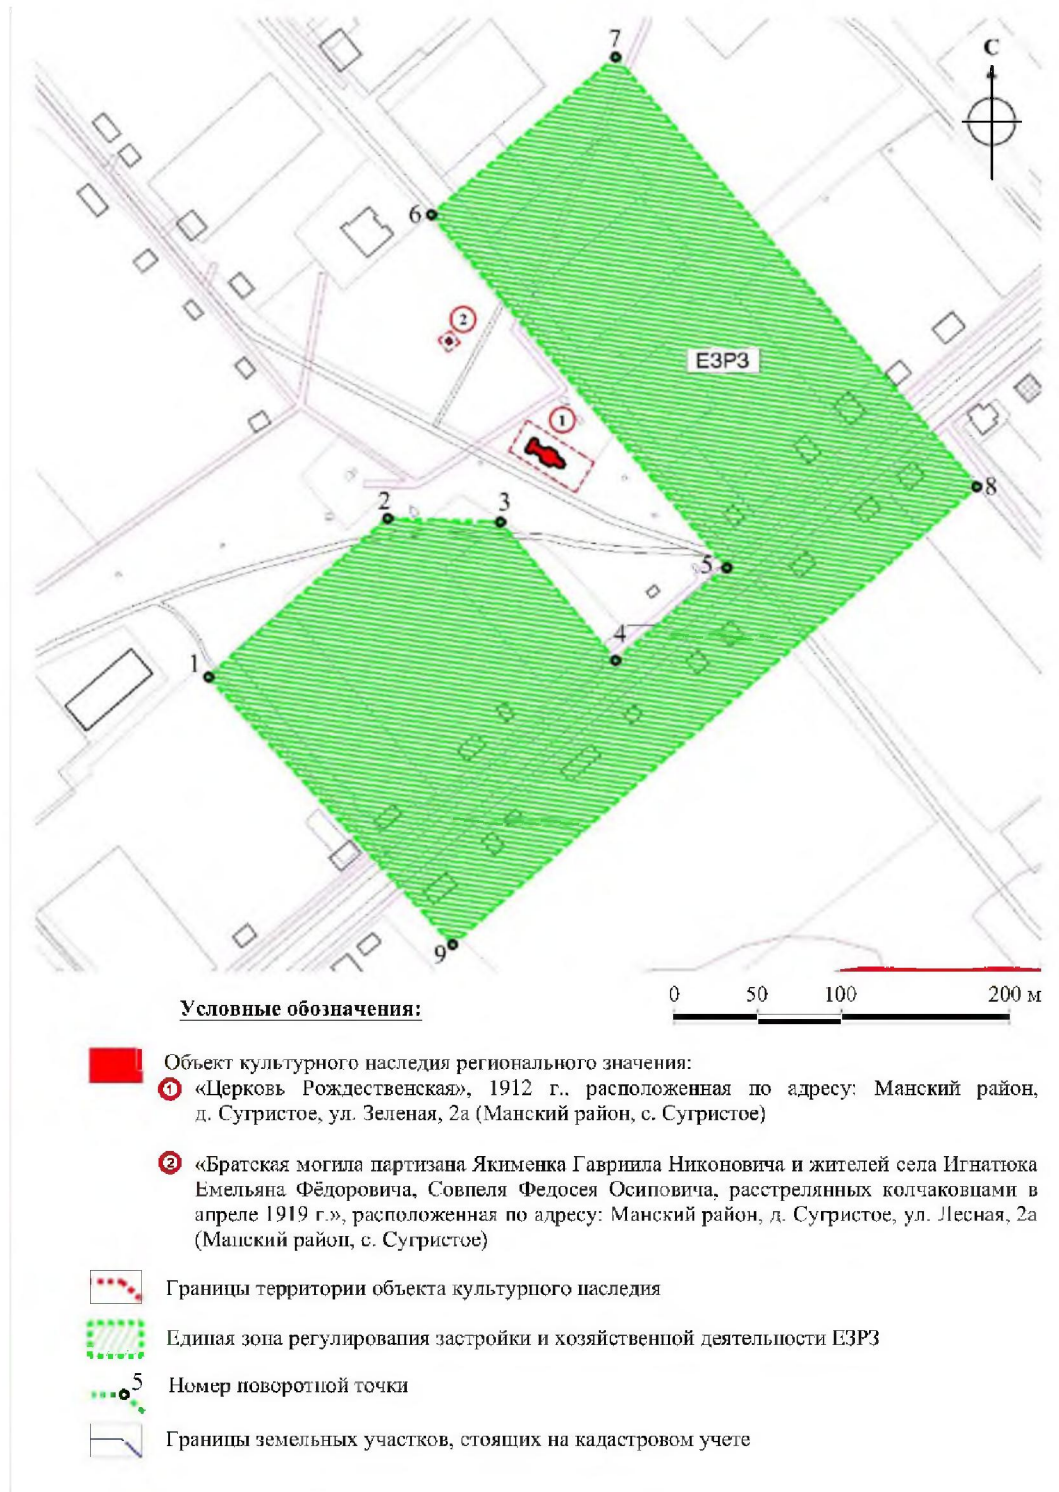 7
С
6
2
ЕЗРЗ
1
8
2
3
5
4
1
9
Условные обозначения:
0 50 100 200 м
Объект культурного наследия регионального значения:
1 «Церковь Рождественская», 1912 г., расположенная по адресу: Манский район,
д. Сугристое, ул. Зеленая, 2а (Манский район, с. Сугристое)
2 «Братская могила партизана Якименка Гавриила Никоновича и жителей села Игнатюка
Емельяна Фёдоровича, Совпеля Федосея Осиповича, расстрелянных колчаковцами в
апреле 1919 г.», расположенная по адресу: Манский район, д. Сугристое, ул. Лесная, 2а
(Манский район, с. Сугристое)
Границы территории объекта культурного наследия
Единая зона регулирования застройки и хозяйственной деятельности ЕЗРЗ
5
Номер поворотной точки
Границы земельных участков, стоящих на кадастровом учете